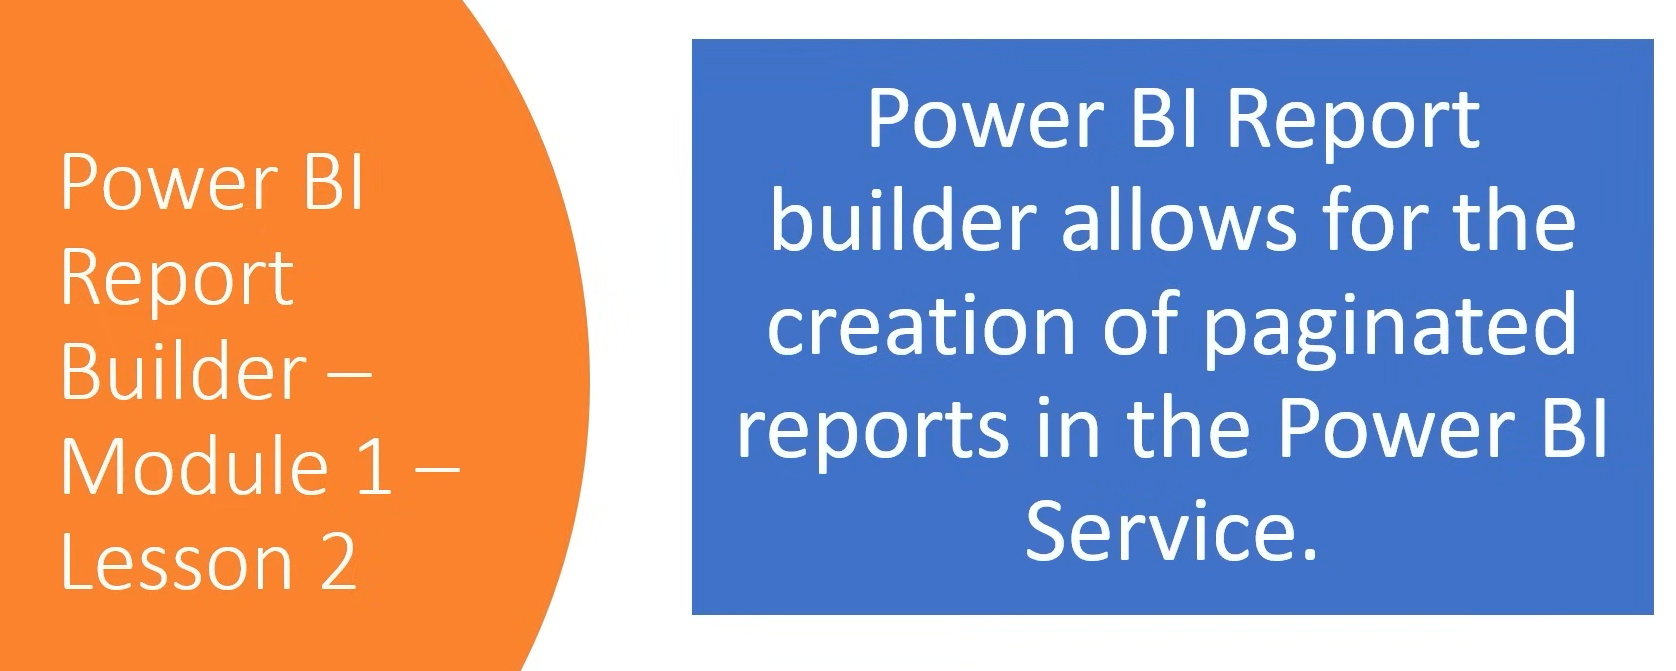 Power BI
Report
Builder –
Module 1 –
Lesson 2
Power BI Report
builder allows for the
creation of paginated
reports in the Power BI
Service.